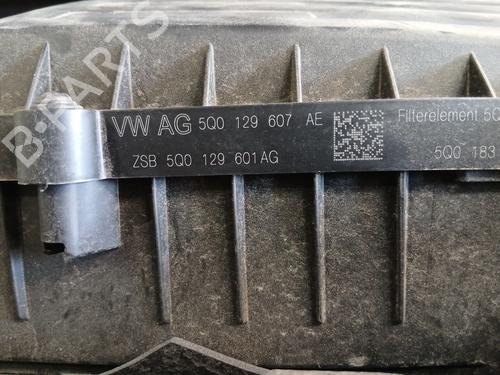 VW AG 5Q0 129 607 AE Filterelement 5Q
ZSB 5Q0 129 601 AG 5Q0 183
B-PARTS